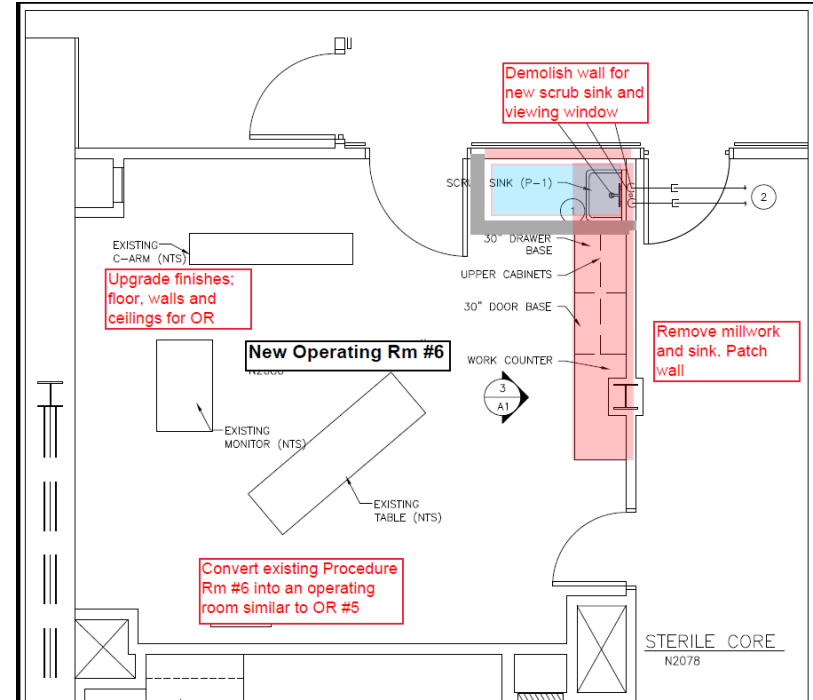 Demolish wall for
new scrub sink and
viewing window
SINK (P-1)
1
2
EXISTING
C-ARM (NTS)
30" DRAWER
BASE
UPPER CABINETS
Upgrade finishes;
floor, walls and
ceilings for OR
30" DOOR BASE
Remove millwork
and sink. Patch
wall
New Operating Rm #6
WORK COUNTER
3
A1
EXISTING
MONITOR (NTS)
EXISTING
TABLE (NTS)
Convert existing Procedure
Rm #6 into an operating
room similar to OR #5
STERILE CORE
N2078